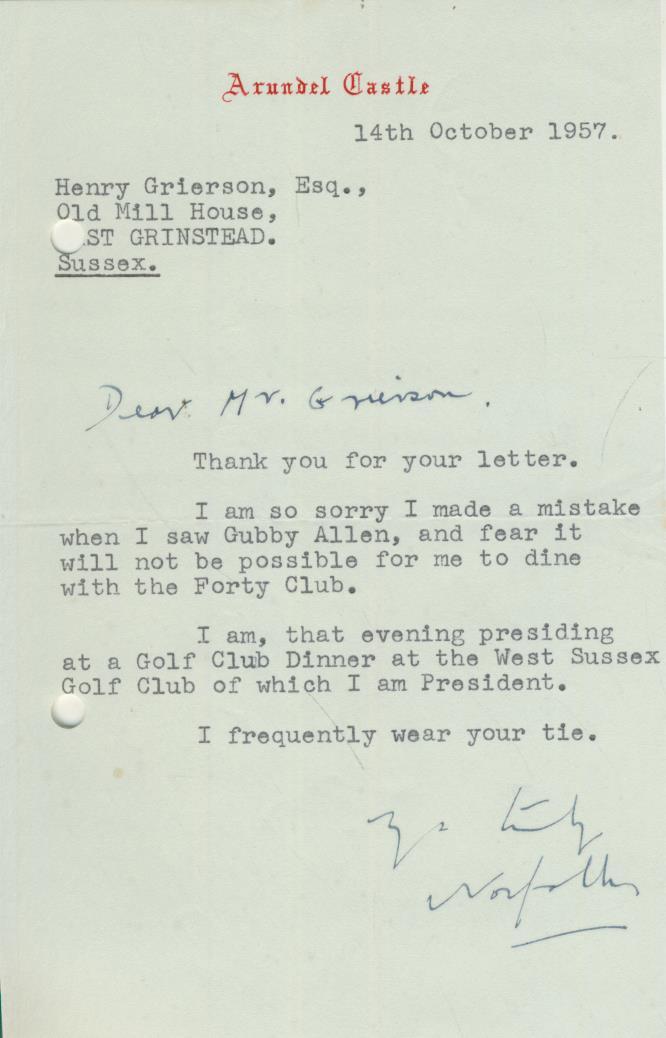 Arundel Castle
14th October 1957.
Henry Grierson, Esq.,
Old Mill House,
ST GRINSTEAD.
Sussex.
Dear Mr. Grierson.
Thank you for your letter.
I am so sorry I made a mistake
when I saw Gubby Allen, and fear it
will not be possible for me to dine
with the Forty Club.
I am, that evening presiding
at a Golf Club Dinner at the West Sussex
Golf Club of which I am President.
I frequently wear your tie.
Norfolk